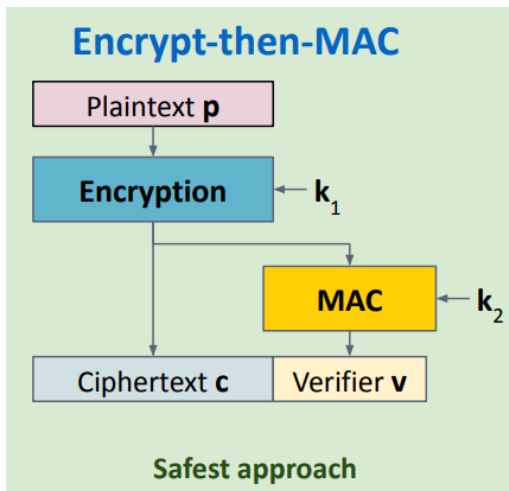 Encrypt-then-MAC
Plaintext p
Encryption
k₁
MAC
k₂
Ciphertext c
Verifier v
Safest approach